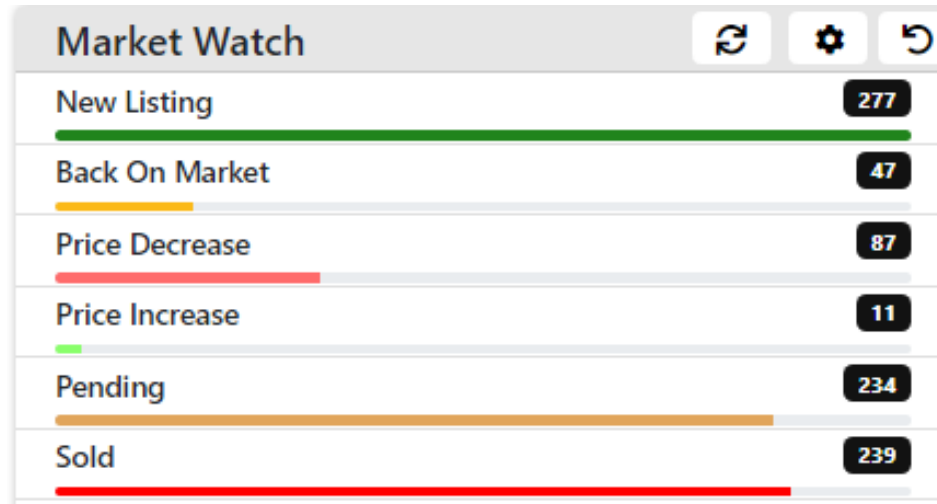 Market Watch
New Listing 277
Back On Market 47
Price Decrease 87
Price Increase 11
Pending 234
Sold 239